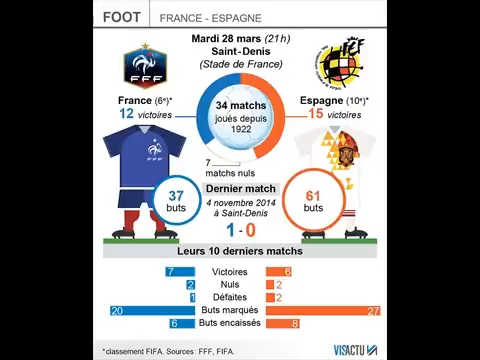 FOOT FRANCE - ESPAGNE
Mardi 28 mars (21h)
Saint-Denis
(Stade de France)
FFF
France (6e)*
12 victoires
34 matchs
joués depuis
1922
Espagne (10e)*
15 victoires
7
matchs nuls
FFF
37
buts
Dernier match
4 novembre 2014
à Saint-Denis
1 - 0
61
buts
Leurs 10 derniers matchs
7 Victoires 6
2 Nuls 2
1 Défaites 2
20 Buts marqués 27
6 Buts encaissés 8
*classement FIFA. Sources : FFF, FIFA.
VISACTU